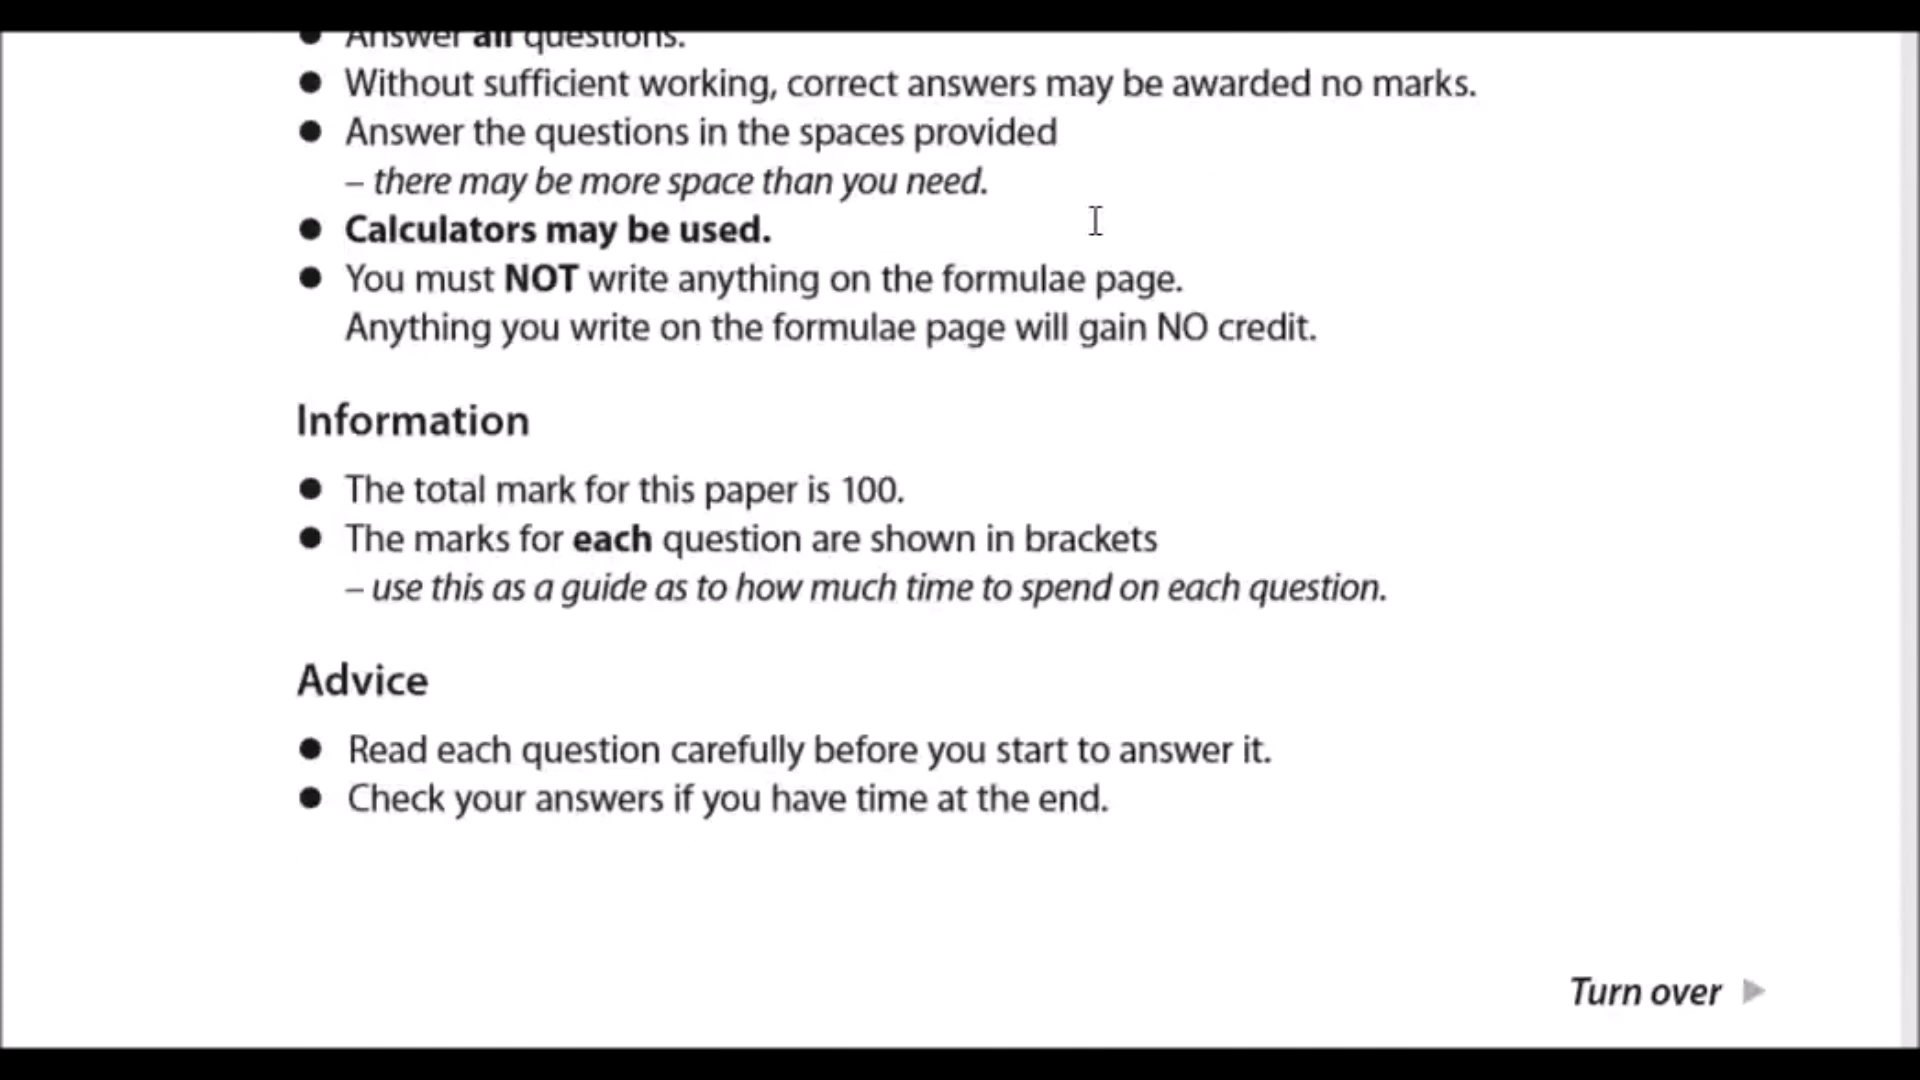 Answer all questions.
Without sufficient working, correct answers may be awarded no marks.
Answer the questions in the spaces provided
– there may be more space than you need.
Calculators may be used.
You must NOT write anything on the formulae page.
Anything you write on the formulae page will gain NO credit.
Information
The total mark for this paper is 100.
The marks for each question are shown in brackets
– use this as a guide as to how much time to spend on each question.
Advice
Read each question carefully before you start to answer it.
Check your answers if you have time at the end.
Turn over